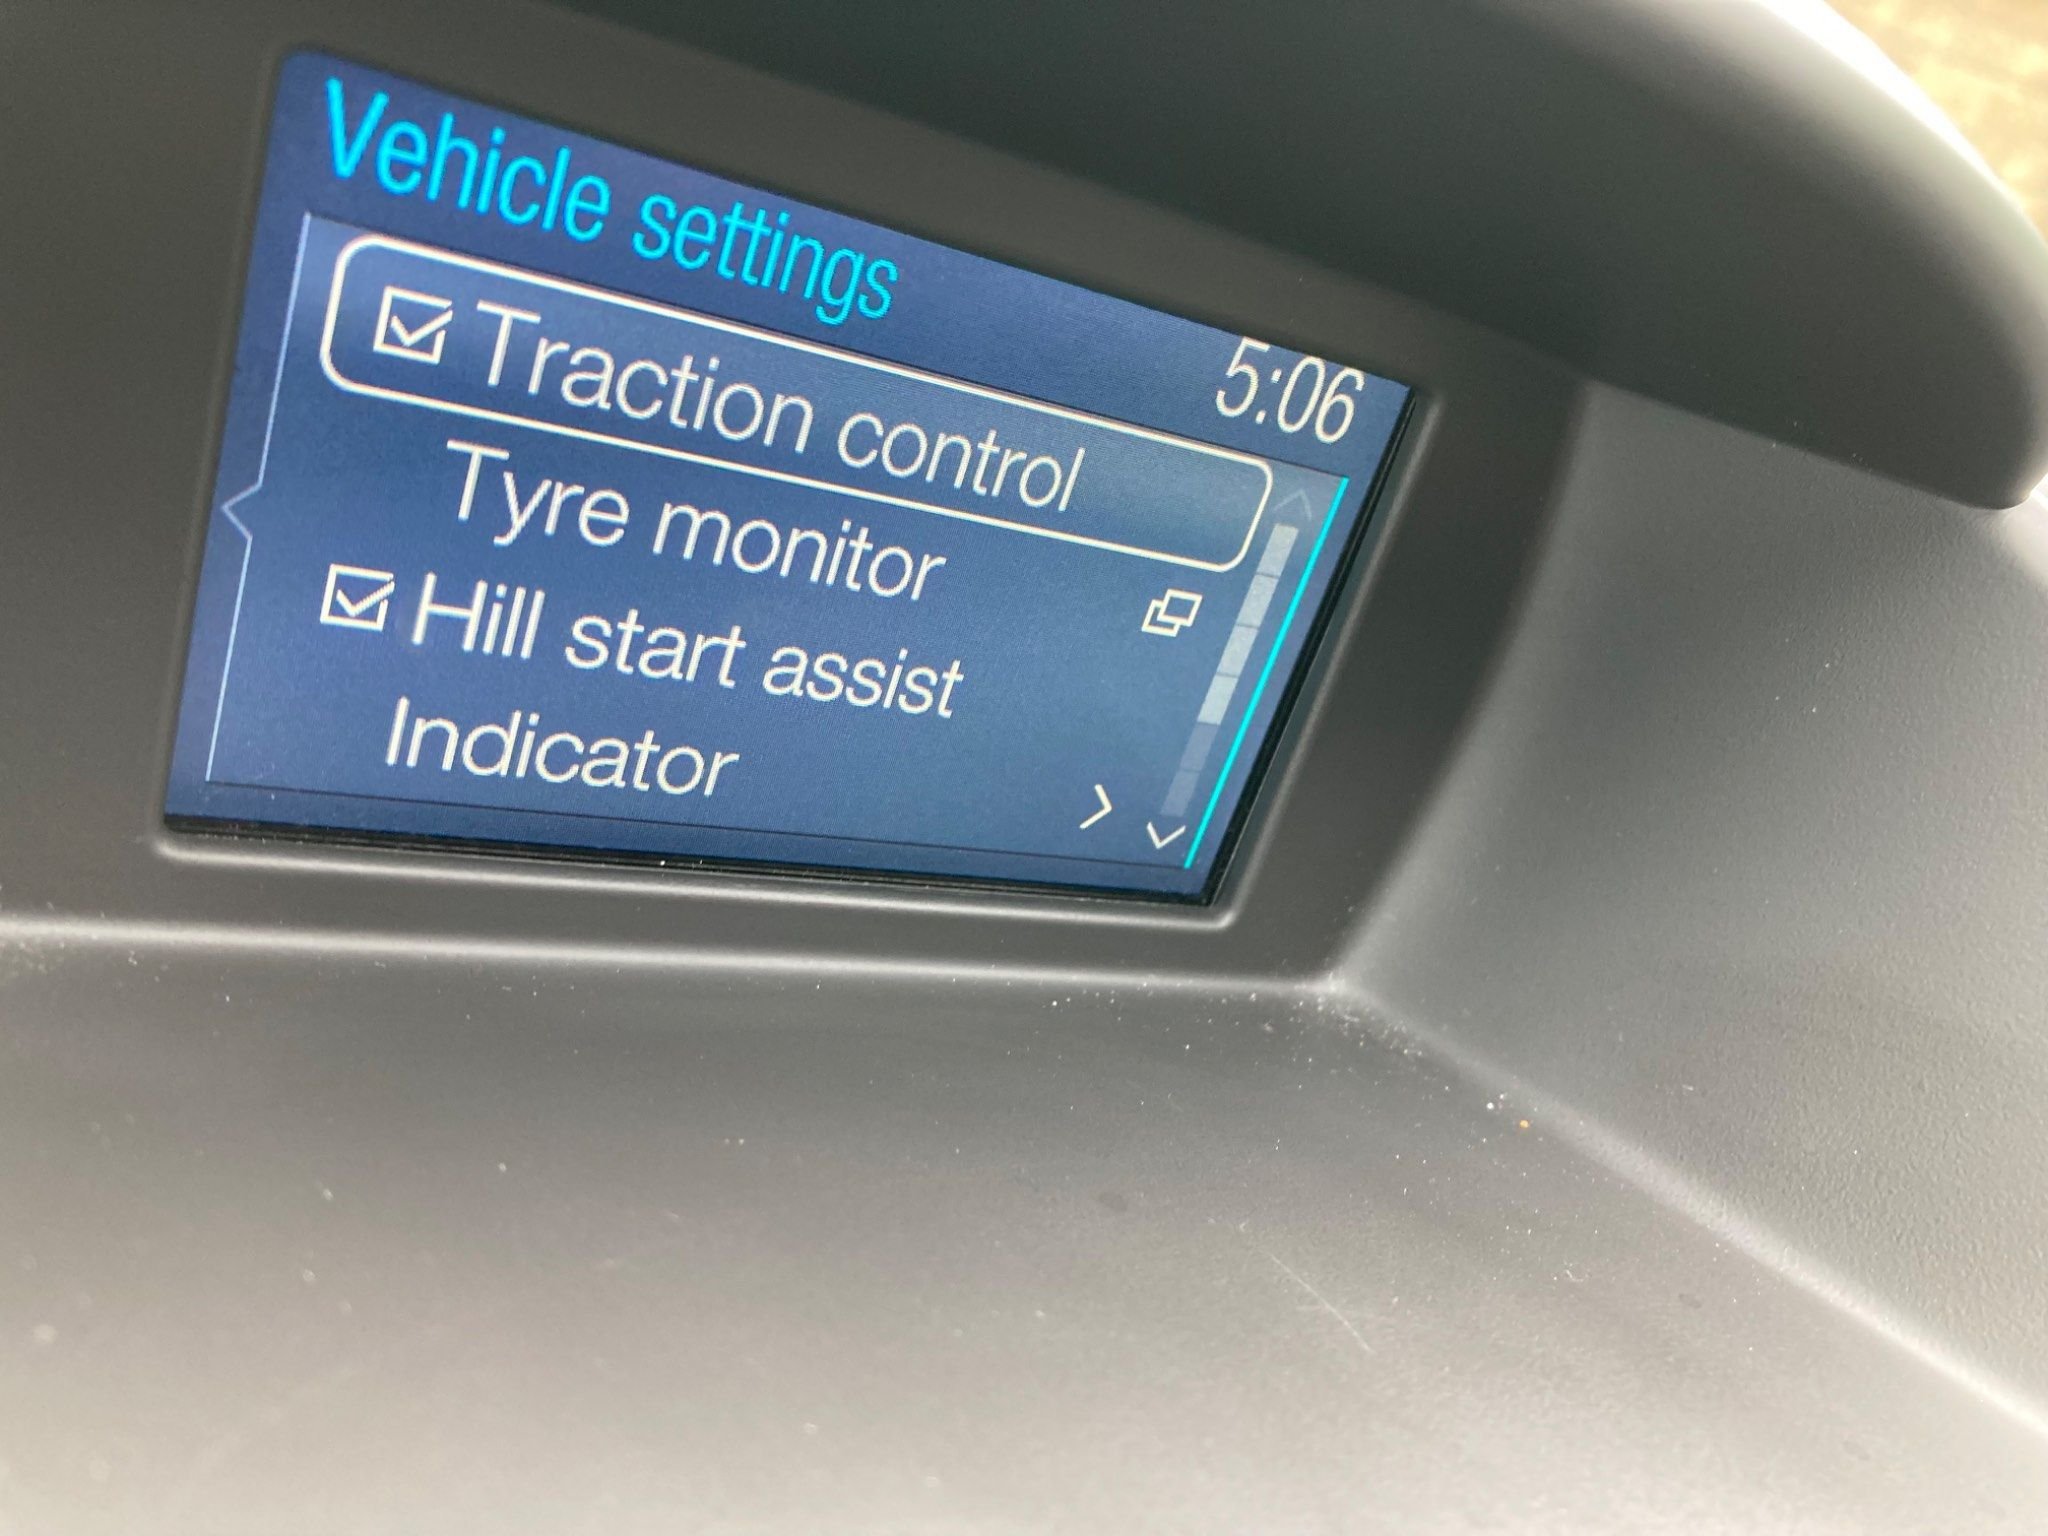 Vehicle settings
5:06
Traction control
Tyre monitor
Hill start assist
Indicator